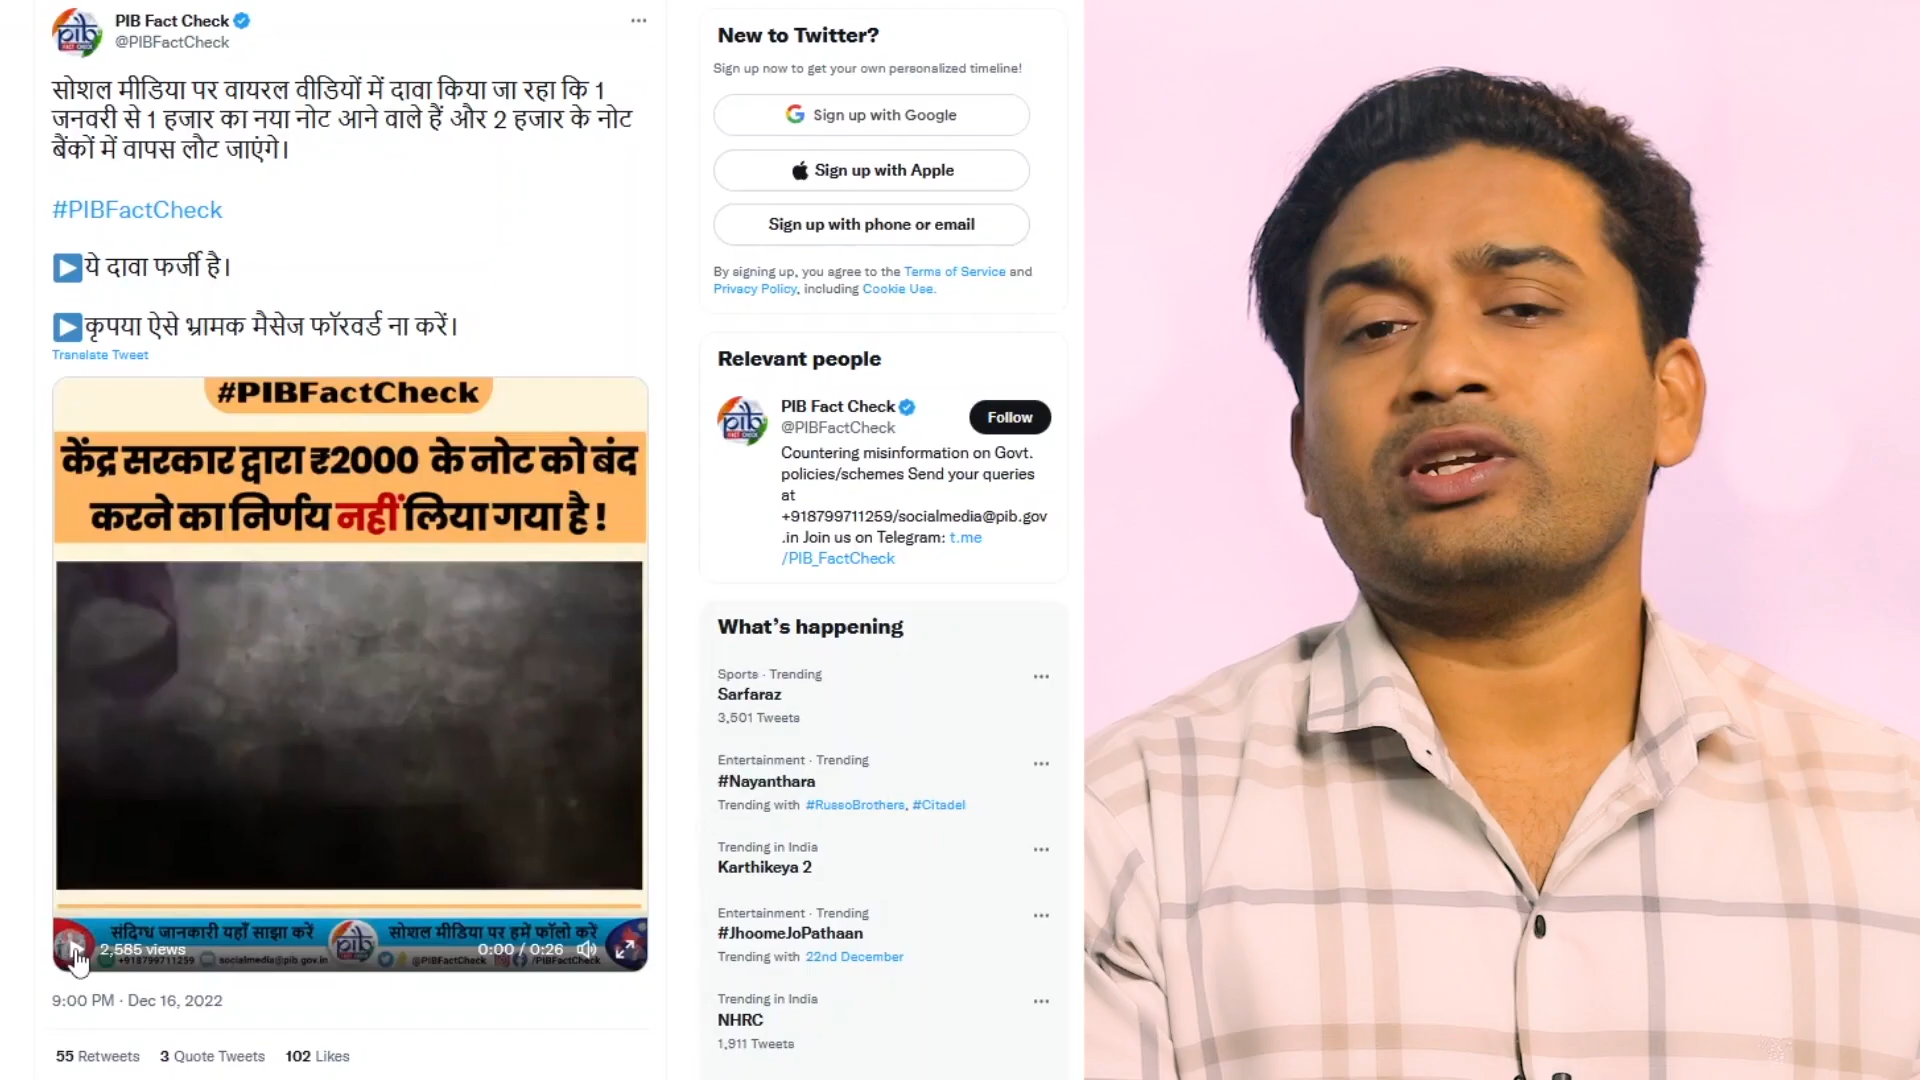 PIB Fact Check
@PIBFactCheck
सोशल मीडिया पर वायरल वीडियों में दावा किया जा रहा कि 1
जनवरी से 1 हजार का नया नोट आने वाले हैं और 2 हजार के नोट
बैंकों में वापस लौट जाएंगे।
#PIBFactCheck
ये दावा फर्जी है।
कृपया ऐसे भ्रामक मैसेज फॉरवर्ड ना करें।
Translate Tweet
#PIBFactCheck
केंद्र सरकार द्वारा ₹2000 के नोट को बंद
करने का निर्णय नहीं लिया गया है !
संदिग्ध जानकारी यहाँ साझा करें
+918799711259 socialmedia@pib.gov.in
pib
सोशल मीडिया पर हमें फॉलो करें
@PIBFactCheck /PIBFactCheck
2,585 views
0:00 / 0:26
9:00 PM · Dec 16, 2022
55 Retweets 3 Quote Tweets 102 Likes
New to Twitter?
Sign up now to get your own personalized timeline!
Sign up with Google
Sign up with Apple
Sign up with phone or email
By signing up, you agree to the Terms of Service and
Privacy Policy, including Cookie Use.
Relevant people
PIB Fact Check
@PIBFactCheck
Follow
Countering misinformation on Govt.
policies/schemes Send your queries
at
+918799711259/socialmedia@pib.gov
.in Join us on Telegram: t.me
/PIB_FactCheck
What's happening
Sports · Trending
Sarfaraz
3,501 Tweets
Entertainment · Trending
#Nayanthara
Trending with #RussoBrothers, #Citadel
Trending in India
Karthikeya 2
Entertainment · Trending
#JhoomeJoPathaan
Trending with 22nd December
Trending in India
NHRC
1,911 Tweets